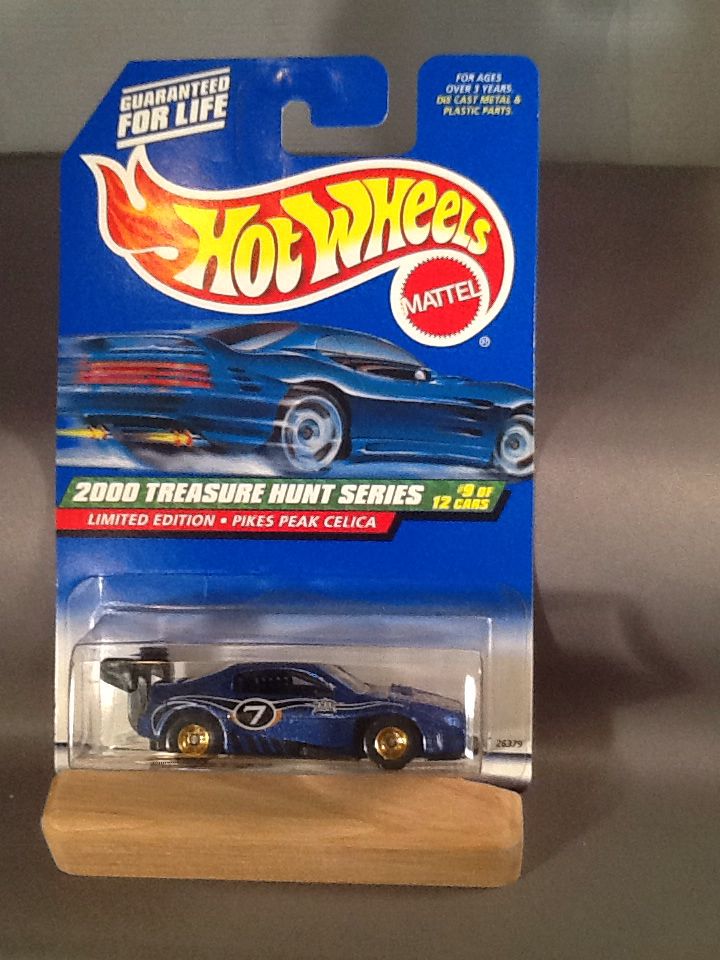 GUARANTEED
FOR LIFE
FOR AGES
OVER 3 YEARS.
DIE CAST METAL &
PLASTIC PARTS.
HOT WHEELS
MATTEL
®
2000 TREASURE HUNT SERIES
#9 OF
12 CARS
LIMITED EDITION • PIKES PEAK CELICA
7
26379